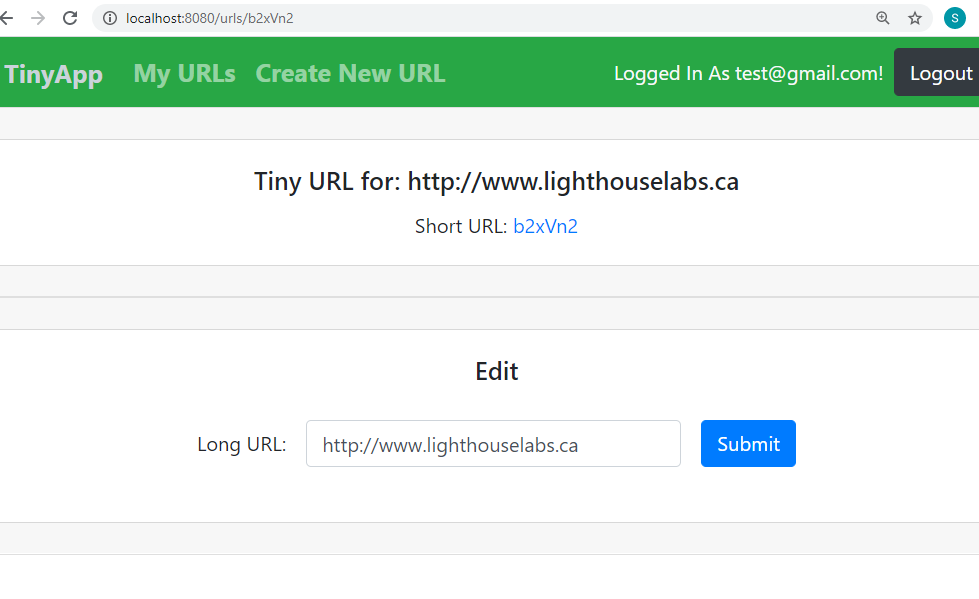 localhost:8080/urls/b2xVn2
S
TinyApp My URLs Create New URL Logged In As test@gmail.com! Logout
Tiny URL for: http://www.lighthouselabs.ca
Short URL: b2xVn2
Edit
Long URL: http://www.lighthouselabs.ca Submit